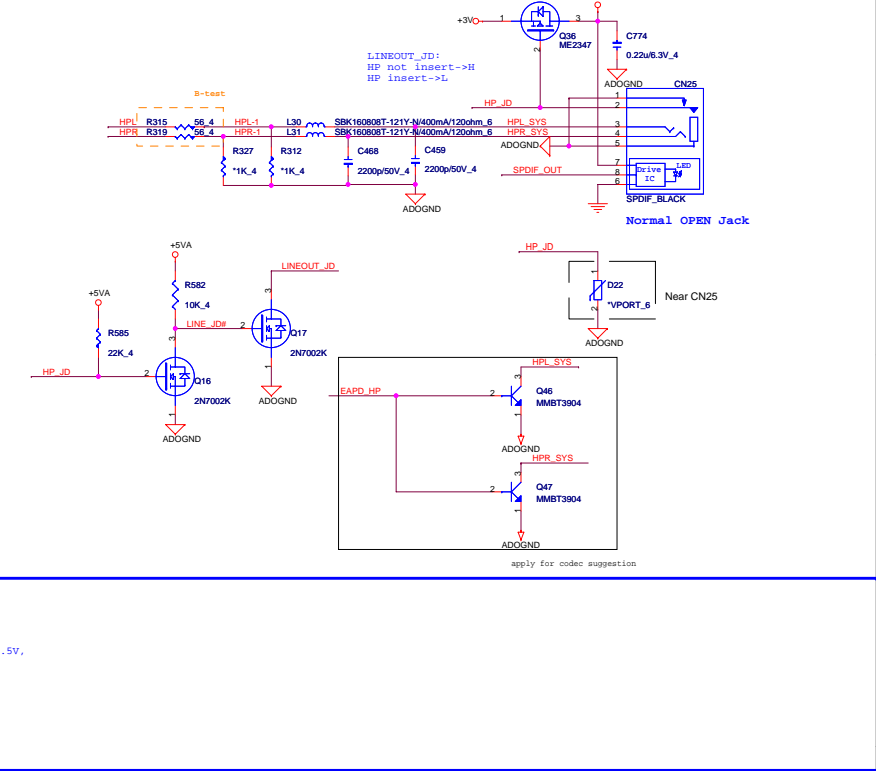 +3V
1
3
Q36
ME2347
2
C774
0.22u/6.3V_4
ADOGND
LINEOUT_JD:
HP not insert->H
HP insert->L
CN25
B-test
HP_JD
1
2
HPL
R315
56_4
HPL-1
L30
SBK160808T-121Y-N/400mA/120ohm_6
HPL_SYS
3
HPR
R319
56_4
HPR-1
L31
SBK160808T-121Y-N/400mA/120ohm_6
HPR_SYS
4
ADOGND
5
R327
*1K_4
R312
*1K_4
C468
2200p/50V_4
C459
2200p/50V_4
ADOGND
SPDIF_OUT
7
8
6
Drive
IC
LED
SPDIF_BLACK
Normal OPEN Jack
+5VA
R582
10K_4
LINEOUT_JD
3
+5VA
R585
22K_4
LINE_JD#
2
Q17
2N7002K
1
ADOGND
3
HP_JD
2
Q16
2N7002K
1
ADOGND
HP_JD
1
D22
*VPORT_6
2
ADOGND
Near CN25
HPL_SYS
3
EAPD_HP
2
Q46
MMBT3904
1
ADOGND
HPR_SYS
3
2
Q47
MMBT3904
1
ADOGND
apply for codec suggestion
.5V,